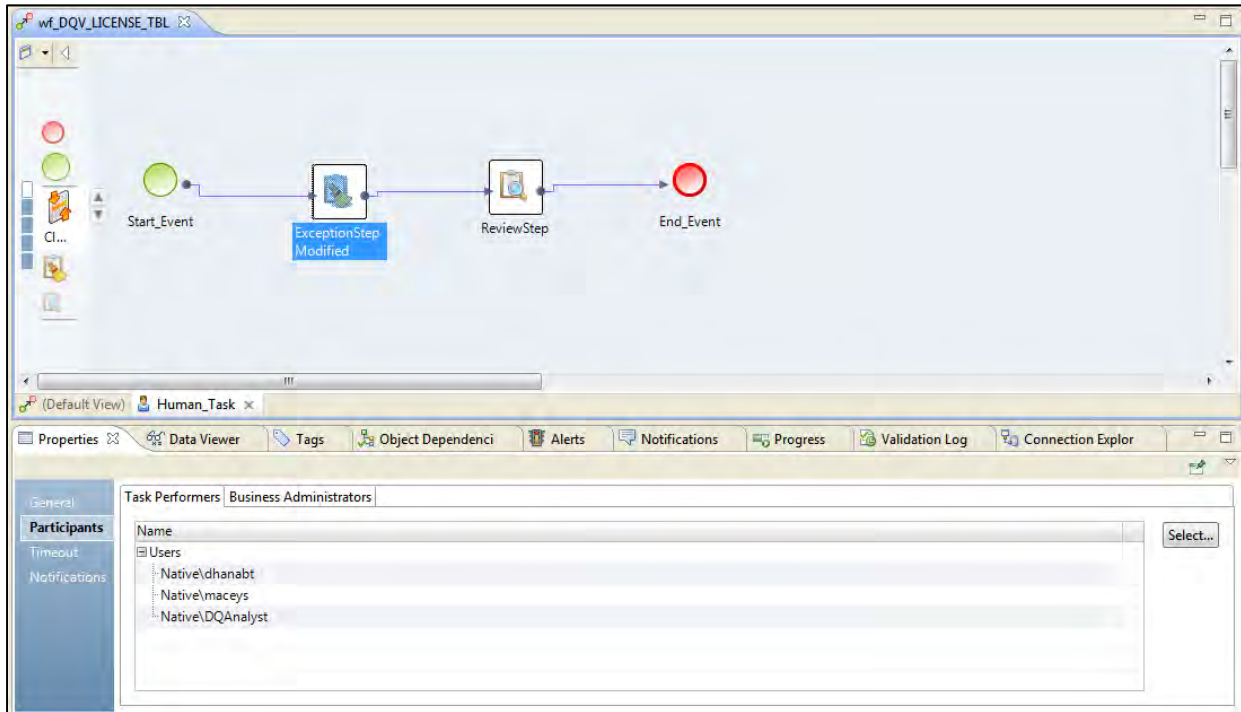 wf_DQV_LICENSE_TBL
Cl...
Start_Event
ExceptionStep
Modified
ReviewStep
End_Event
(Default View) Human_Task
Properties Data Viewer Tags Object Dependenci Alerts Notifications Progress Validation Log Connection Explor
General
Participants
Timeout
Notifications
Task Performers Business Administrators
Name
Select...
Users
Native\dhanabt
Native\maceys
Native\DQAnalyst